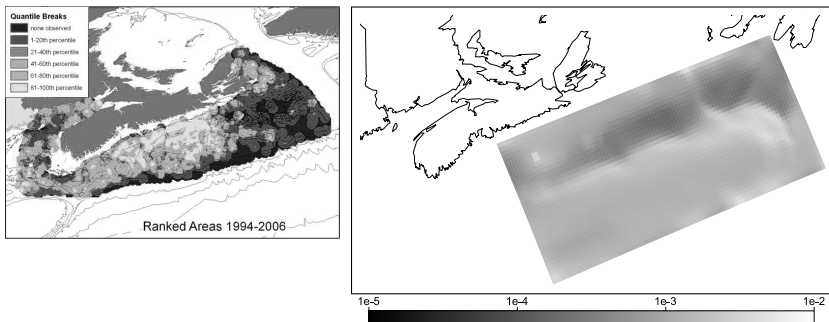 Quantile Breaks
none observed
1-20th percentile
21-40th percentile
41-60th percentile
61-80th percentile
81-100th percentile
Ranked Areas 1994-2006
1e-5 1e-4 1e-3 1e-2